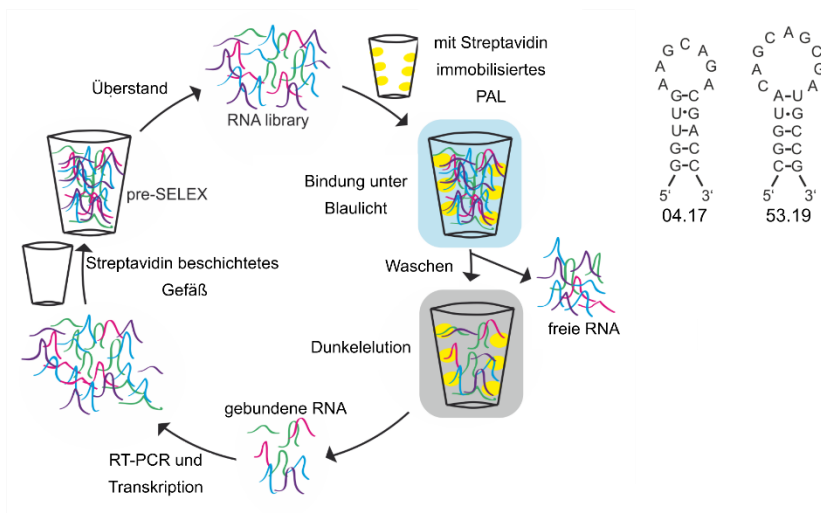 Überstand
RNA library
mit Streptavidin
immobilisiertes
PAL
pre-SELEX
Bindung unter
Blaulicht
Streptavidin beschichtetes
Gefäß
Waschen
freie RNA
Dunkelelution
gebundene RNA
RT-PCR und
Transkription
G C A
A G
A A
G–C
U·G
U–A
G–C
G–C
5' 3'
04.17
C A G
G C
A G
C A
A–U
U·G
G–C
G–C
C–G
5' 3'
53.19